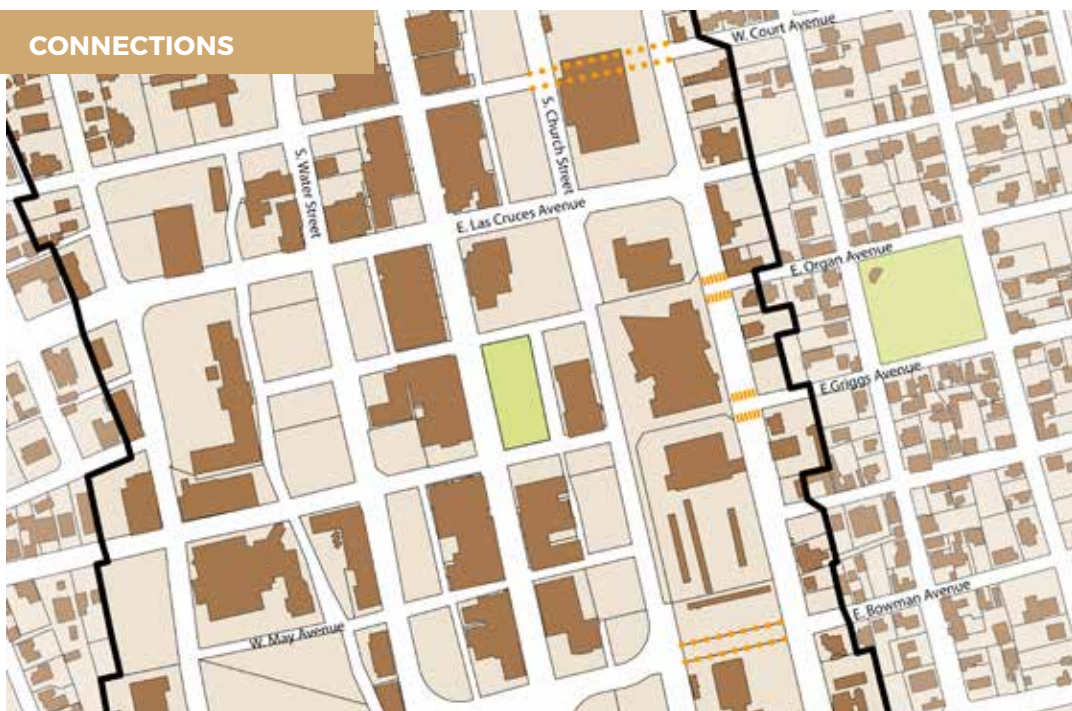 CONNECTIONS
W. Court Avenue
S. Church Street
S. Water Street
E. Las Cruces Avenue
E. Organ Avenue
E.Griggs Avenue
E. Bowman Avenue
W. May Avenue